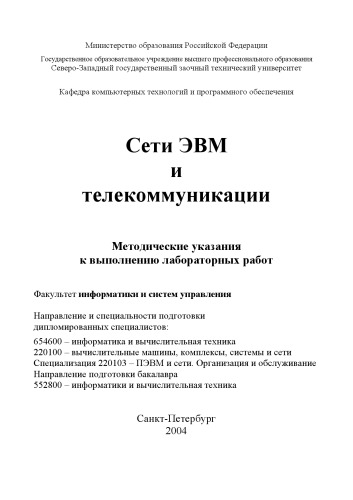 Министерство образования Российской Федерации
Государственное образовательное учреждение высшего профессионального образования
Северо-Западный государственный заочный технический университет
Кафедра компьютерных технологий и программного обеспечения
Сети ЭВМ
и
телекоммуникации
Методические указания
к выполнению лабораторных работ
Факультет информатики и систем управления
Направление и специальности подготовки
дипломированных специалистов:
654600 – информатика и вычислительная техника
220100 – вычислительные машины, комплексы, системы и сети
Специализация 220103 – ПЭВМ и сети. Организация и обслуживание
Направление подготовки бакалавра
552800 – информатики и вычислительная техника
Санкт-Петербург
2004